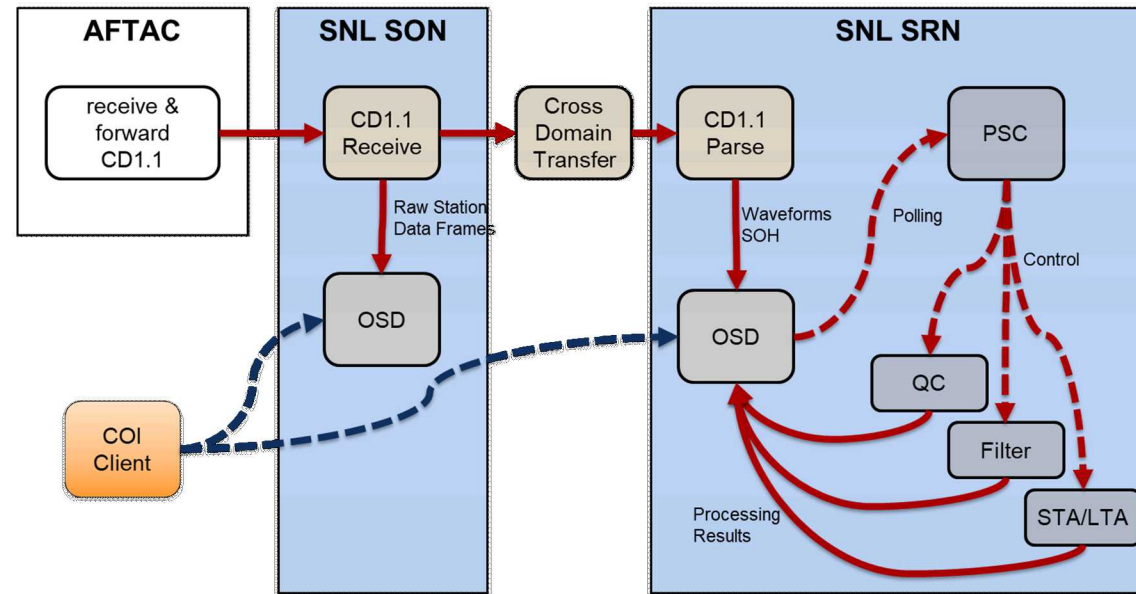 AFTAC
SNL SON
SNL SRN
receive &
forward
CD1.1
CD1.1
Receive
Cross
Domain
Transfer
CD1.1
Parse
PSC
Raw Station
Data Frames
Waveforms
SOH
Polling
Control
OSD
OSD
QC
COI
Client
Filter
Processing
Results
STA/LTA